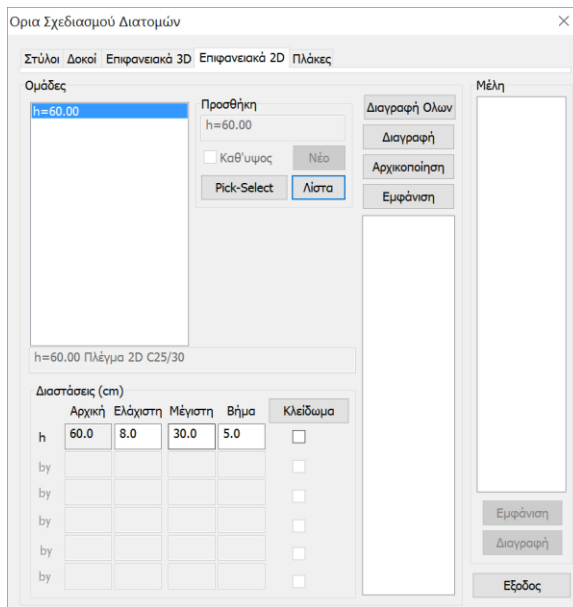 Ορια Σχεδιασμού Διατομών
Στύλοι Δοκοί Επιφανειακά 3D Επιφανειακά 2D Πλάκες
Ομάδες
h=60.00
Προσθήκη
h=60.00
Καθ'υψος Νέο
Pick-Select Λίστα
Διαγραφή Ολων
Διαγραφή
Αρχικοποίηση
Εμφάνιση
Μέλη
h=60.00 Πλέγμα 2D C25/30
Διαστάσεις (cm)
Αρχική Ελάχιστη Μέγιστη Βήμα Κλείδωμα
h 60.0 8.0 30.0 5.0
by
by
by
by
by
Εμφάνιση
Διαγραφή
Εξοδος